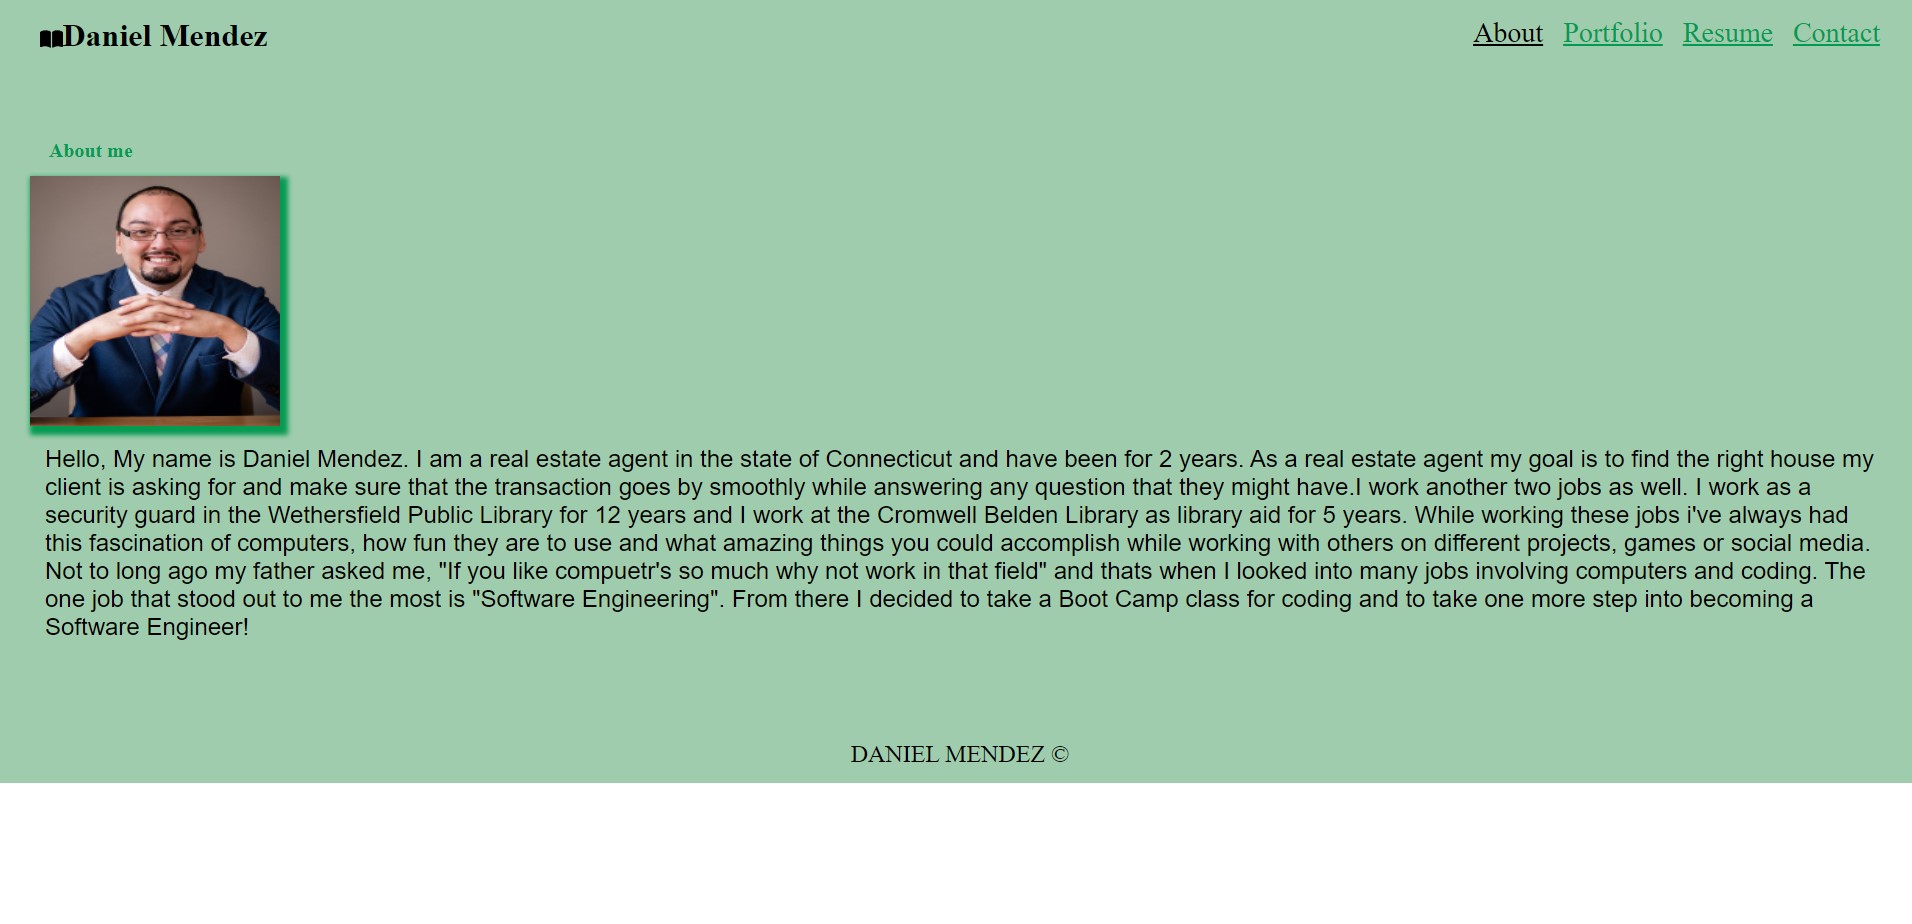 Daniel Mendez
About Portfolio Resume Contact
About me
Hello, My name is Daniel Mendez. I am a real estate agent in the state of Connecticut and have been for 2 years. As a real estate agent my goal is to find the right house my
client is asking for and make sure that the transaction goes by smoothly while answering any question that they might have.I work another two jobs as well. I work as a
security guard in the Wethersfield Public Library for 12 years and I work at the Cromwell Belden Library as library aid for 5 years. While working these jobs i've always had
this fascination of computers, how fun they are to use and what amazing things you could accomplish while working with others on different projects, games or social media.
Not to long ago my father asked me, "If you like compuetr's so much why not work in that field" and thats when I looked into many jobs involving computers and coding. The
one job that stood out to me the most is "Software Engineering". From there I decided to take a Boot Camp class for coding and to take one more step into becoming a
Software Engineer!
DANIEL MENDEZ ©